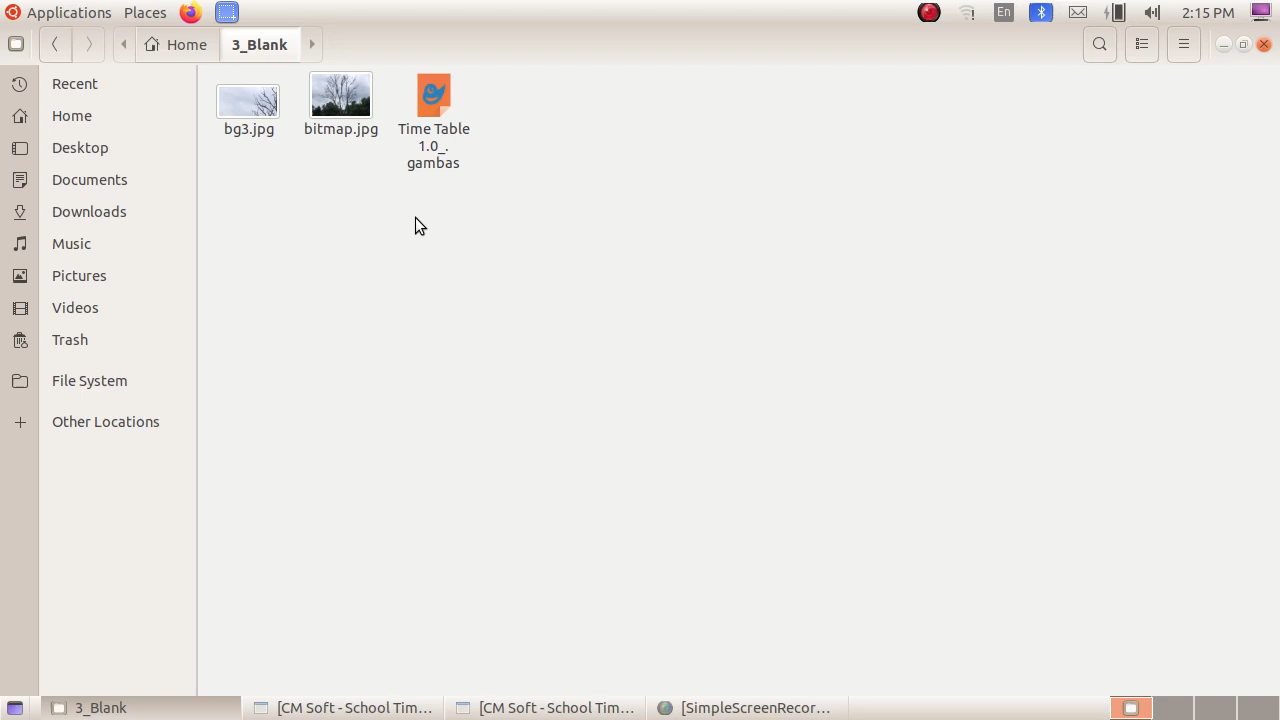 Applications Places
En
2:15 PM
Home 3_Blank
Recent
Home
Desktop
Documents
Downloads
Music
Pictures
Videos
Trash
File System
Other Locations
bg3.jpg
bitmap.jpg
Time Table
1.0_.
gambas
3_Blank
[CM Soft - School Tim...
[CM Soft - School Tim...
[SimpleScreenRecor...